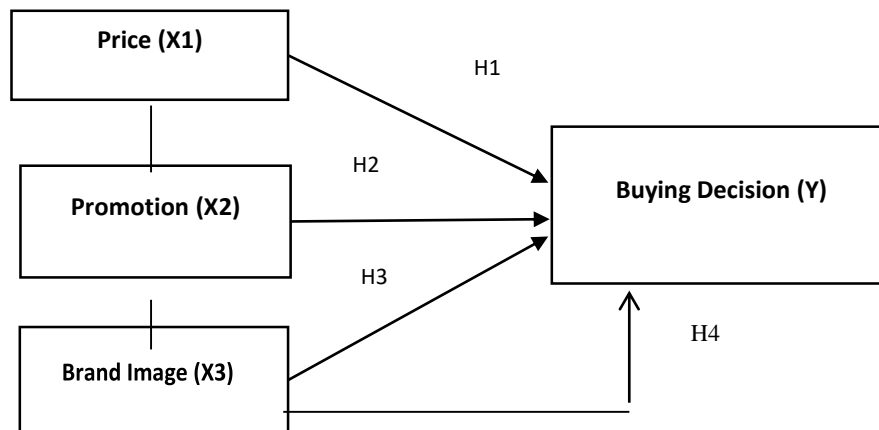 Price (X1)
H1
H2
Promotion (X2)
Buying Decision (Y)
H3
Brand Image (X3)
H4